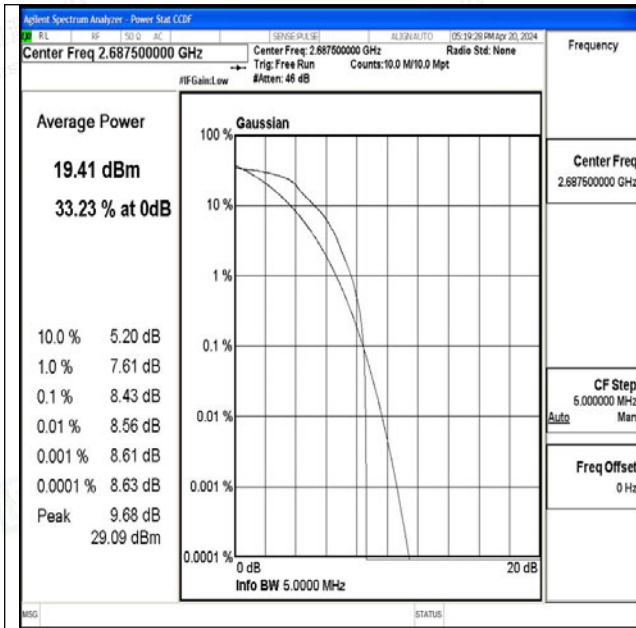 Agilent Spectrum Analyzer - Power Stat CCDF
RL RF 50 Ω AC SENSE:PULSE ALIGN AUTO 05:19:28 PM Apr 20, 2024
Center Freq 2.687500000 GHz
Center Freq: 2.687500000 GHz Radio Std: None
Trig: Free Run Counts:10.0 M/10.0 Mpt
#IFGain:Low #Atten: 46 dB
Frequency
Average Power
19.41 dBm
33.23 % at 0dB
10.0 % 5.20 dB
1.0 % 7.61 dB
0.1 % 8.43 dB
0.01 % 8.56 dB
0.001 % 8.61 dB
0.0001 % 8.63 dB
Peak 9.68 dB
29.09 dBm
Gaussian
100 %
10 %
1 %
0.1 %
0.01 %
0.001 %
0.0001 %
0 dB 20 dB
Info BW 5.0000 MHz
Center Freq
2.687500000 GHz
CF Step
5.000000 MHz
Auto Man
Freq Offset
0 Hz
MSG STATUS